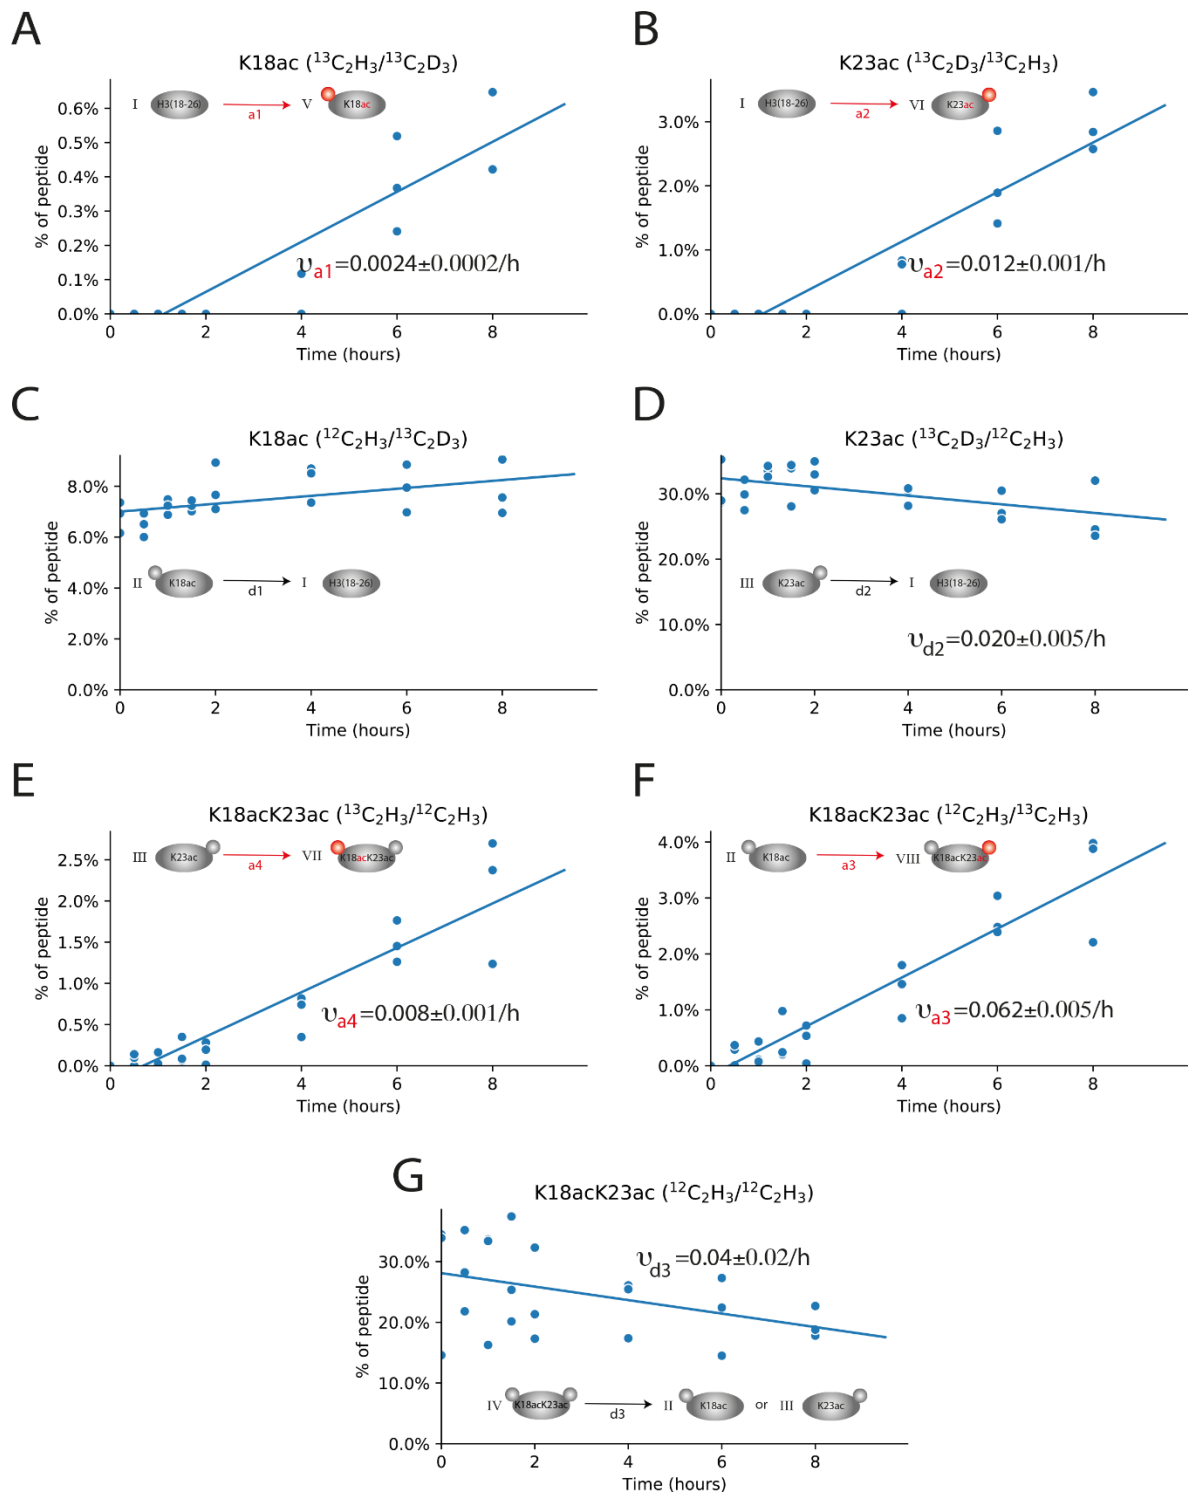 A
K18ac (¹³C₂H₃/¹³C₂D₃)
% of peptide
0.6%
0.5%
0.4%
0.3%
0.2%
0.1%
0.0%
I H3(18-26) a1 V K18ac
υa1=0.0024±0.0002/h
0 2 4 6 8
Time (hours)
B
K23ac (¹³C₂D₃/¹³C₂H₃)
% of peptide
3.0%
2.0%
1.0%
0.0%
I H3(18-26) a2 VI K23ac
υa2=0.012±0.001/h
0 2 4 6 8
Time (hours)
C
K18ac (¹²C₂H₃/¹³C₂D₃)
% of peptide
8.0%
6.0%
4.0%
2.0%
0.0%
II K18ac d1 I H3(18-26)
0 2 4 6 8
Time (hours)
D
K23ac (¹³C₂D₃/¹²C₂H₃)
% of peptide
30.0%
20.0%
10.0%
0.0%
III K23ac d2 I H3(18-26)
υd2=0.020±0.005/h
0 2 4 6 8
Time (hours)
E
K18acK23ac (¹³C₂H₃/¹²C₂H₃)
% of peptide
2.5%
2.0%
1.5%
1.0%
0.5%
0.0%
III K23ac a4 VII K18acK23ac
υa4=0.008±0.001/h
0 2 4 6 8
Time (hours)
F
K18acK23ac (¹²C₂H₃/¹³C₂H₃)
% of peptide
4.0%
3.0%
2.0%
1.0%
0.0%
II K18ac a3 VIII K18acK23ac
υa3=0.062±0.005/h
0 2 4 6 8
Time (hours)
G
K18acK23ac (¹²C₂H₃/¹²C₂H₃)
% of peptide
30.0%
20.0%
10.0%
0.0%
υd3=0.04±0.02/h
IV K18acK23ac d3 II K18ac or III K23ac
0 2 4 6 8
Time (hours)